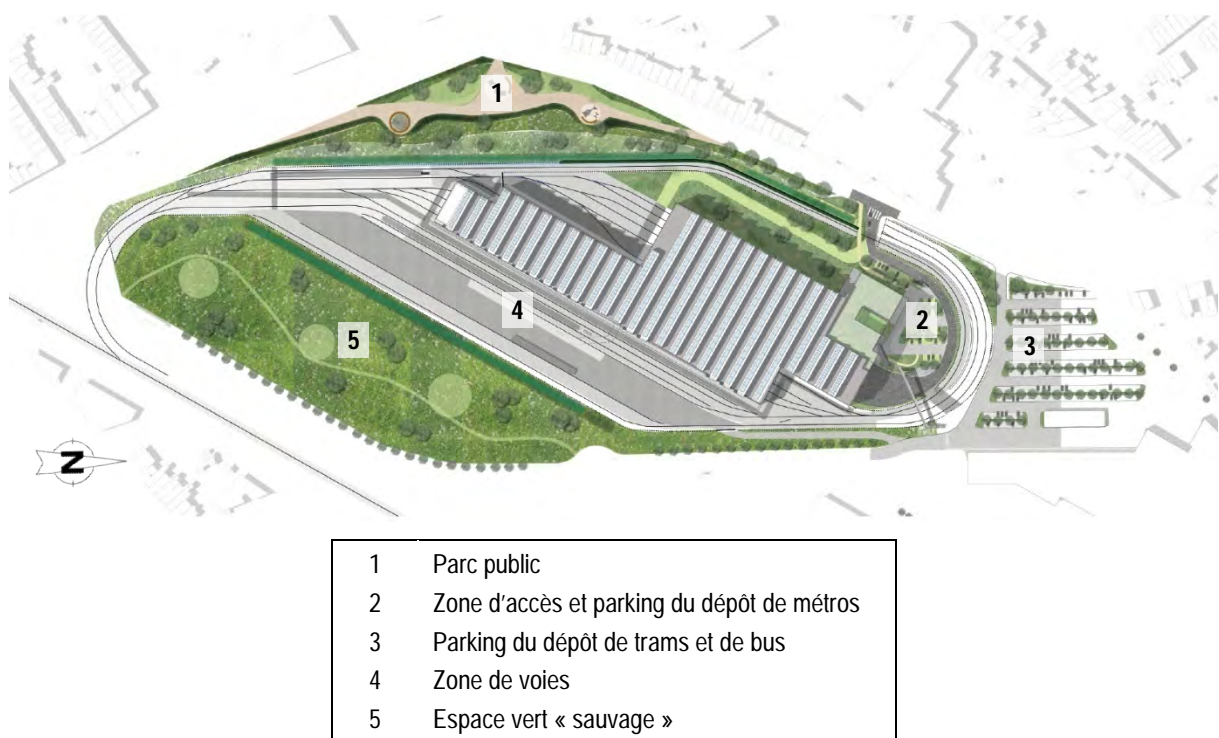 1
2
3
4
5
N
1 Parc public
2 Zone d'accès et parking du dépôt de métros
3 Parking du dépôt de trams et de bus
4 Zone de voies
5 Espace vert « sauvage »